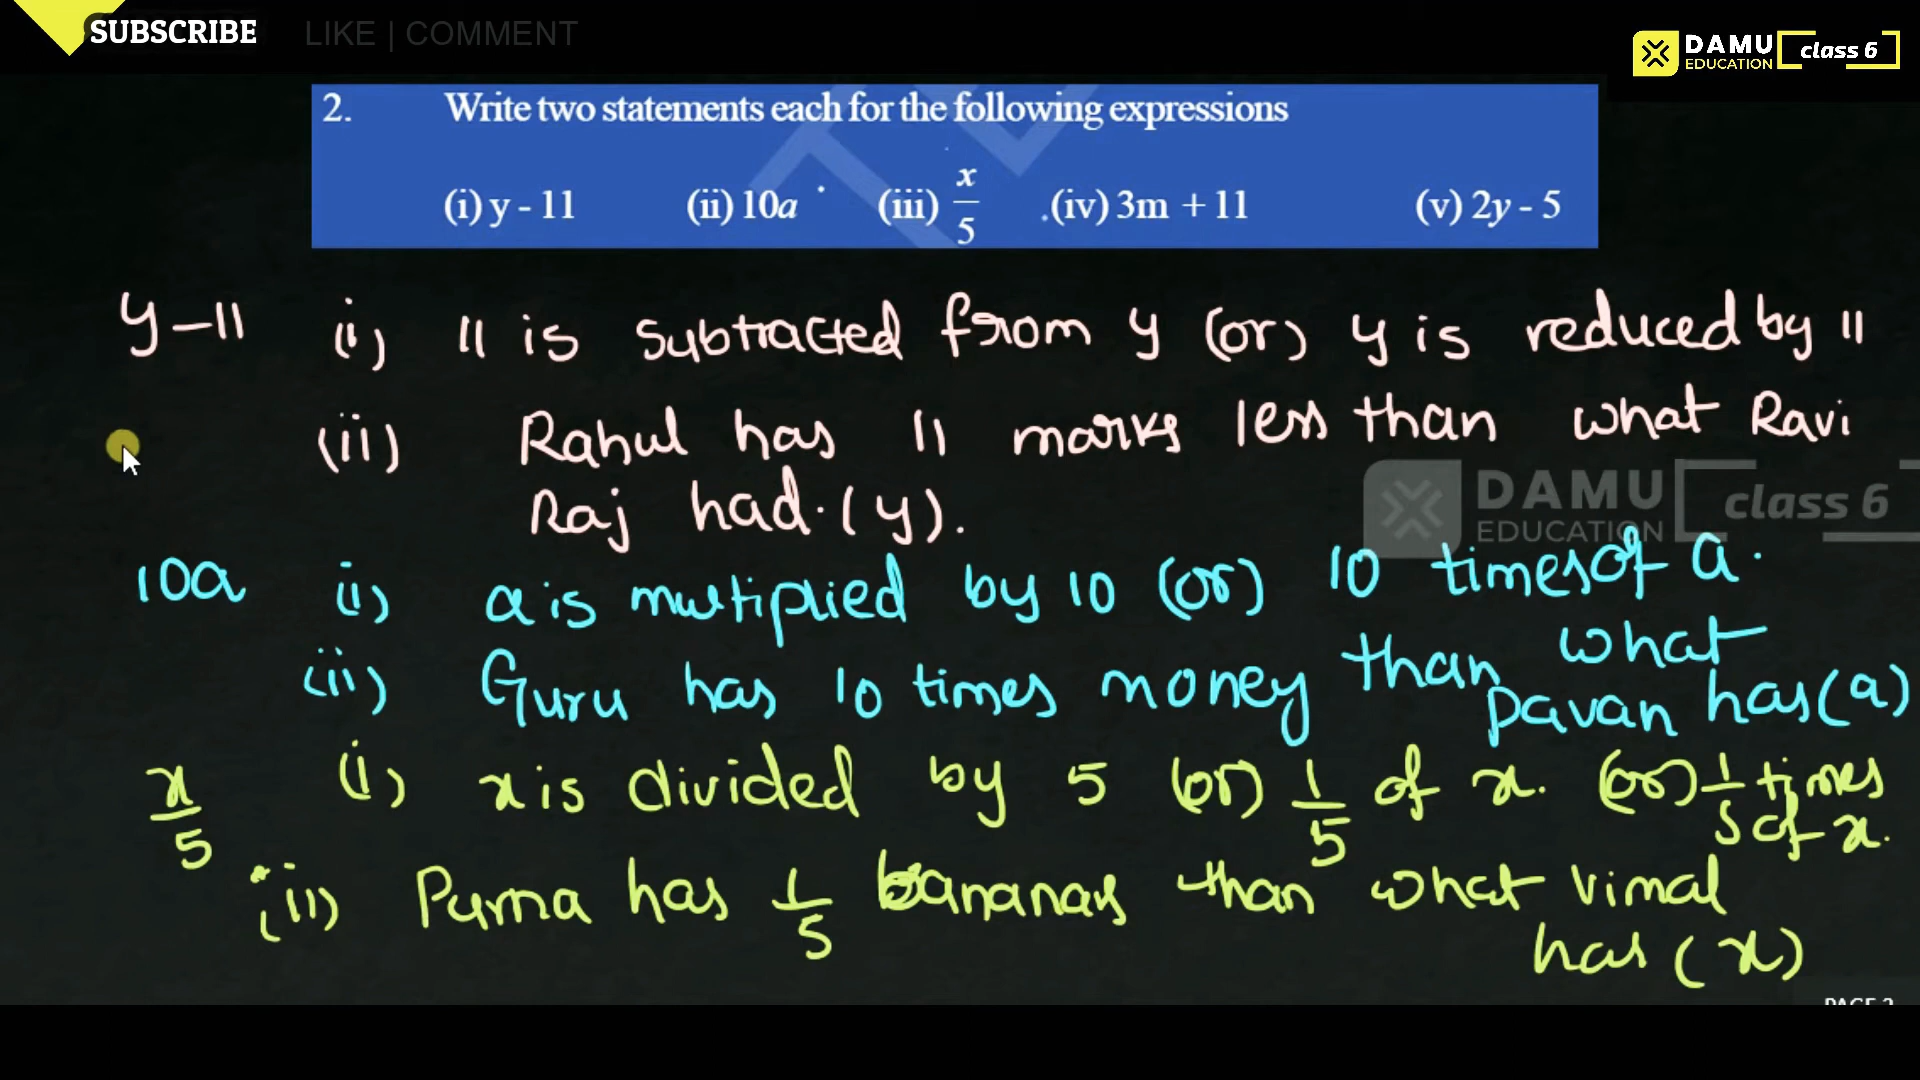 SUBSCRIBE LIKE | COMMENT
DAMU EDUCATION class 6
2. Write two statements each for the following expressions
(i) y - 11 (ii) 10a (iii) x/5 (iv) 3m + 11 (v) 2y - 5
y - 11 (i) 11 is subtracted from y (or) y is reduced by 11
(ii) Rahul has 11 marks less than what Ravi
Raj had. (y).
DAMU EDUCATION class 6
10a (i) a is multiplied by 10 (or) 10 times of a.
(ii) Guru has 10 times money than what
Pavan has (a)
x/5 (i) x is divided by 5 (or) 1/5 of x. (or) 1/5 times
of x.
(ii) Purna has 1/5 bananas than what vimal
has (x)
PAGE 2